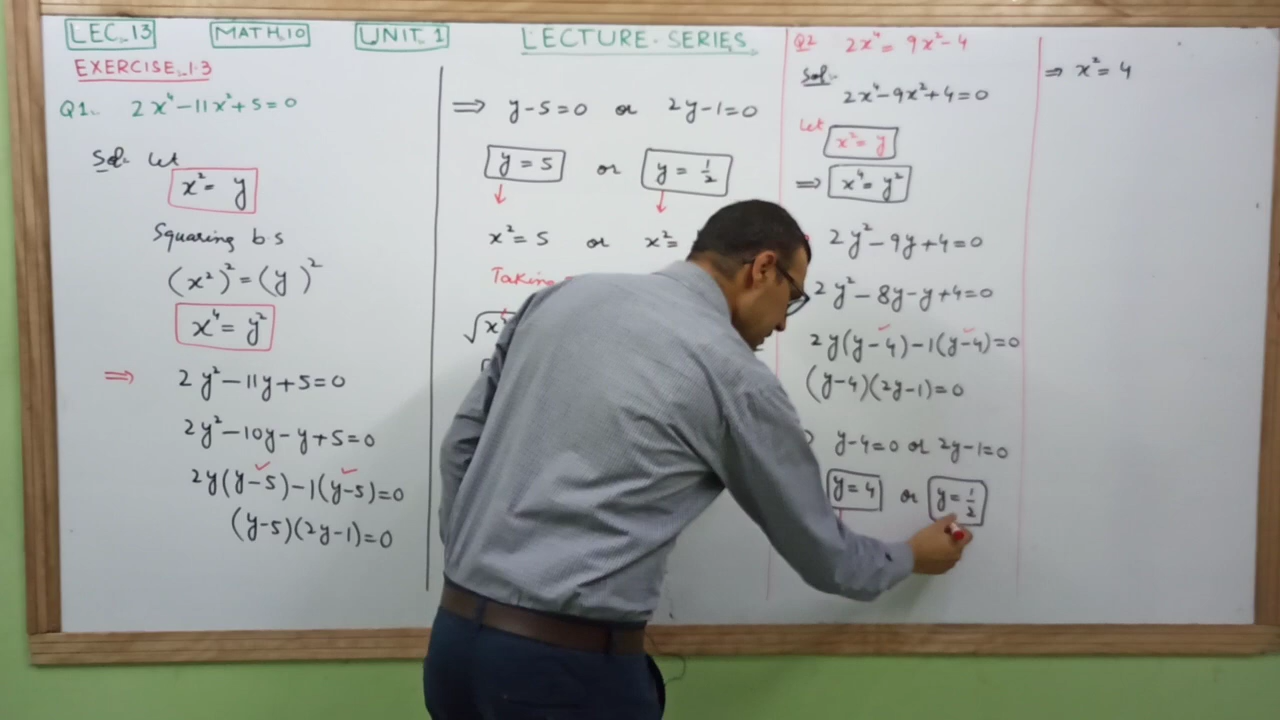 LEC.13 MATH.10 UNIT.1 LECTURE.SERIES
EXERCISE.1.3
Q1. 2x⁴-11x²+5=0
Sol. Let
x²= y
Squaring b.s
(x²)²=(y)²
x⁴= y²
⇒ 2y²-11y+5=0
2y²-10y-y+5=0
2y(y-5)-1(y-5)=0
(y-5)(2y-1)=0
⇒ y-5=0 or 2y-1=0
y=5 or y=1/2
x²=5 or x²=
Taking
√x²
Q2 2x⁴= 9x²-4
Sol.
2x⁴-9x²+4=0
Let
x²=y
⇒ x⁴=y²
2y²-9y+4=0
2y²-8y-y+4=0
2y(y-4)-1(y-4)=0
(y-4)(2y-1)=0
y-4=0 or 2y-1=0
y=4 or y=1/2
⇒ x²=4